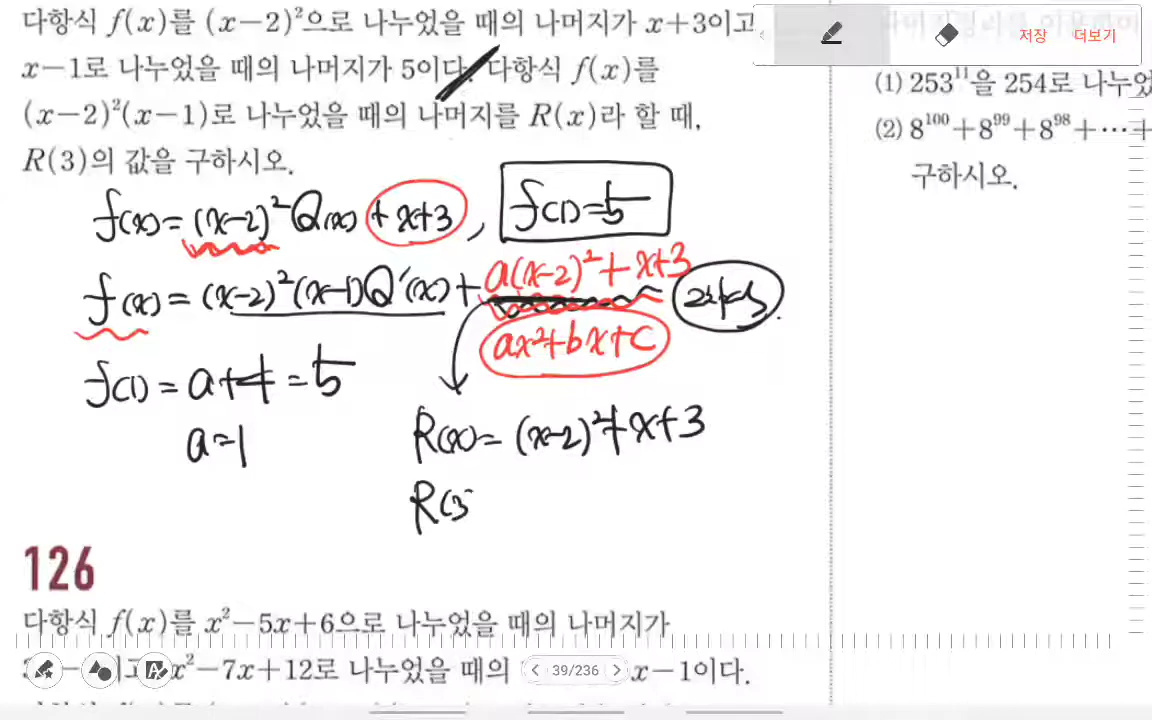 다항식 f(x)를 (x-2)²으로 나누었을 때의 나머지가 x+3이고
x-1로 나누었을 때의 나머지가 5이다. 다항식 f(x)를
(x-2)²(x-1)로 나누었을 때의 나머지를 R(x)라 할 때,
R(3)의 값을 구하시오.
f(x)=(x-2)²Q(x)+x+3, f(1)=5
f(x)=(x-2)²(x-1)Q'(x)+a(x-2)²+x+3
ax²+bx+c
f(1)=a+4=5
a=1
R(x)=(x-2)²+x+3
R(3
126
다항식 f(x)를 x²-5x+6으로 나누었을 때의 나머지가
x²-7x+12로 나누었을 때의
x-1이다.
39/236
저장 더보기
(1) 253¹¹을 254로 나누었
(2) 8¹⁰⁰+8⁹⁹+8⁹⁸+⋯+
구하시오.